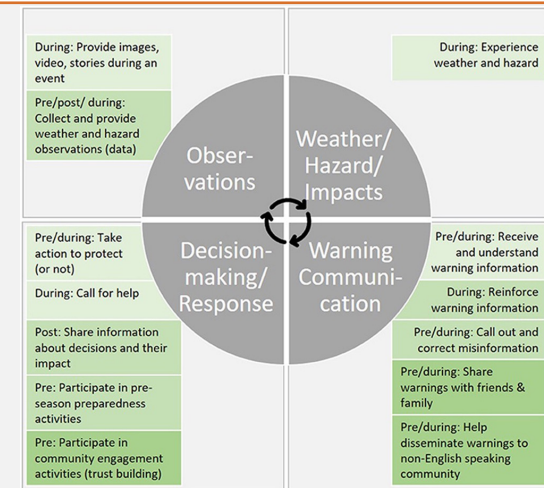 During: Provide images,
video, stories during an
event
Pre/post/ during:
Collect and provide
weather and hazard
observations (data)
Obser-
vations
During: Experience
weather and hazard
Weather/
Hazard/
Impacts
Pre/during: Take
action to protect
(or not)
During: Call for help
Post: Share information
about decisions and their
impact
Pre: Participate in pre-
season preparedness
activities
Pre: Participate in
community engagement
activities (trust building)
Decision-
making/
Response
Warning
Communi-
cation
Pre/during: Receive
and understand
warning information
During: Reinforce
warning information
Pre/during: Call out and
correct misinformation
Pre/during: Share
warnings with friends &
family
Pre/during: Help
disseminate warnings to
non-English speaking
community